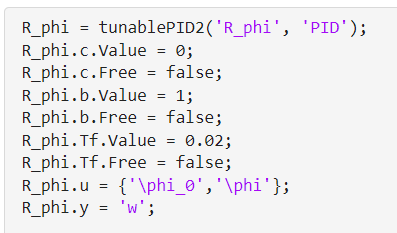 R_phi = tunablePID2('R_phi', 'PID');
R_phi.c.Value = 0;
R_phi.c.Free = false;
R_phi.b.Value = 1;
R_phi.b.Free = false;
R_phi.Tf.Value = 0.02;
R_phi.Tf.Free = false;
R_phi.u = {'\phi_0','\phi'};
R_phi.y = 'w';